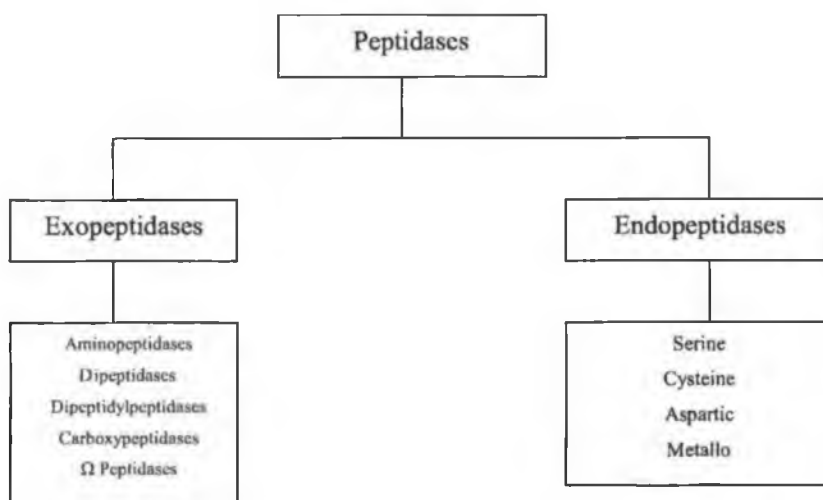 Peptidases
Exopeptidases
Endopeptidases
Aminopeptidases
Dipeptidases
Dipeptidylpeptidases
Carboxypeptidases
Ω Peptidases
Serine
Cysteine
Aspartic
Metallo